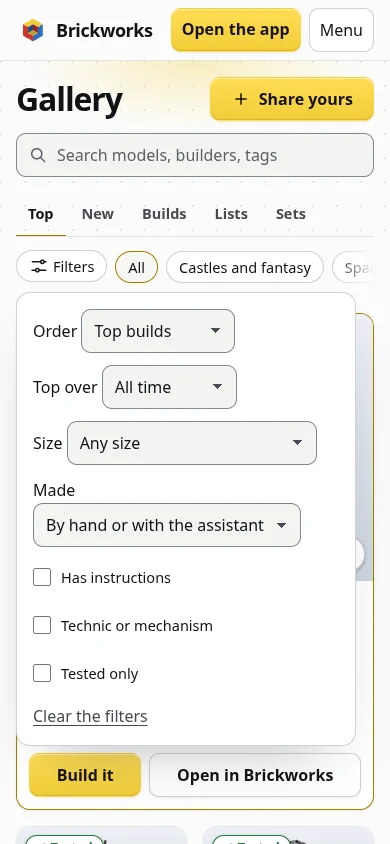 Brickworks
Open the app
Menu
Gallery
Share yours
Search models, builders, tags
Top New Builds Lists Sets
Filters All Castles and fantasy
Order Top builds
Top over All time
Size Any size
Made
By hand or with the assistant
Has instructions
Technic or mechanism
Tested only
Clear the filters
Build it Open in Brickworks